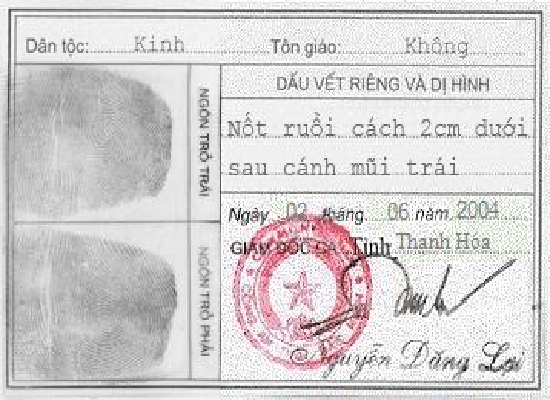 Dân tộc: Kinh Tôn giáo: Không
DẤU VẾT RIÊNG VÀ DỊ HÌNH
Nốt ruồi cách 2cm dưới
sau cánh mũi trái
NGÓN TRỎ TRÁI
Ngày 02 tháng 06 năm 2004
GIÁM ĐỐC CA Tỉnh Thanh Hóa
NGÓN TRỎ PHẢI
Nguyễn Đăng Loi